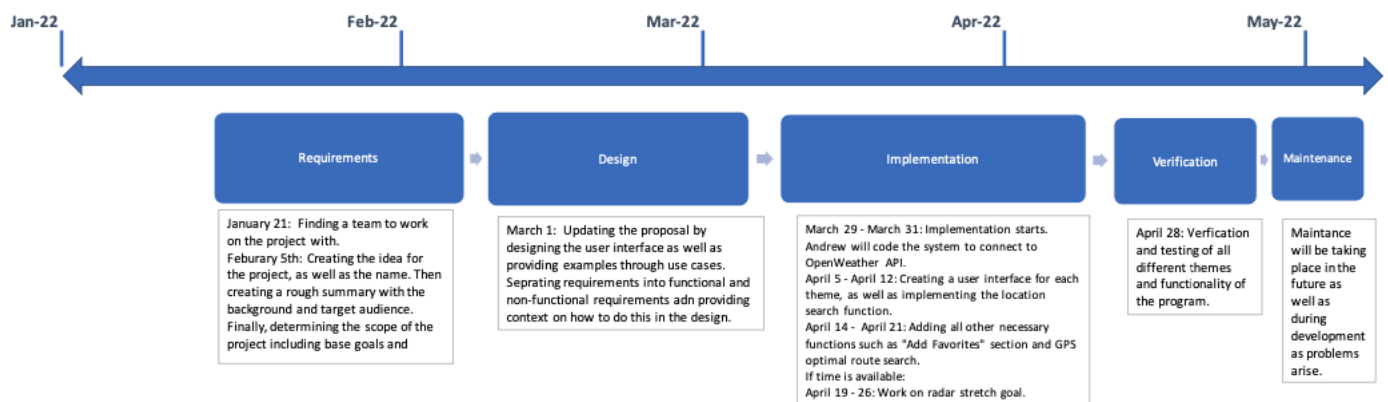 Jan-22
Feb-22
Mar-22
Apr-22
May-22
Requirements
Design
Implementation
Verification
Maintenance
January 21:  Finding a team to work
on the project with.
Feburary 5th: Creating the idea for
the project, as well as the name. Then
creating a rough summary with the
background and target audience.
Finally, determining the scope of the
project including base goals and
March 1:  Updating the proposal by
designing the user interface as well as
providing examples through use cases.
Seprating requirements into functional and
non-functional requirements adn providing
context on how to do this in the design.
March 29 - March 31: Implementation starts.
Andrew will code the system to connect to
OpenWeather API.
April 5 - April 12: Creating a user interface for each
theme, as well as implementing the location
search function.
April 14 -  April 21: Adding all other necessary
functions such as "Add Favorites" section and GPS
optimal route search.
If time is available:
April 19 - 26: Work on radar stretch goal.
April 28: Verfication
and testing of all
different themes
and functionality of
the program.
Maintance
will be taking
place in the
future as
well as
during
development
as problems
arise.